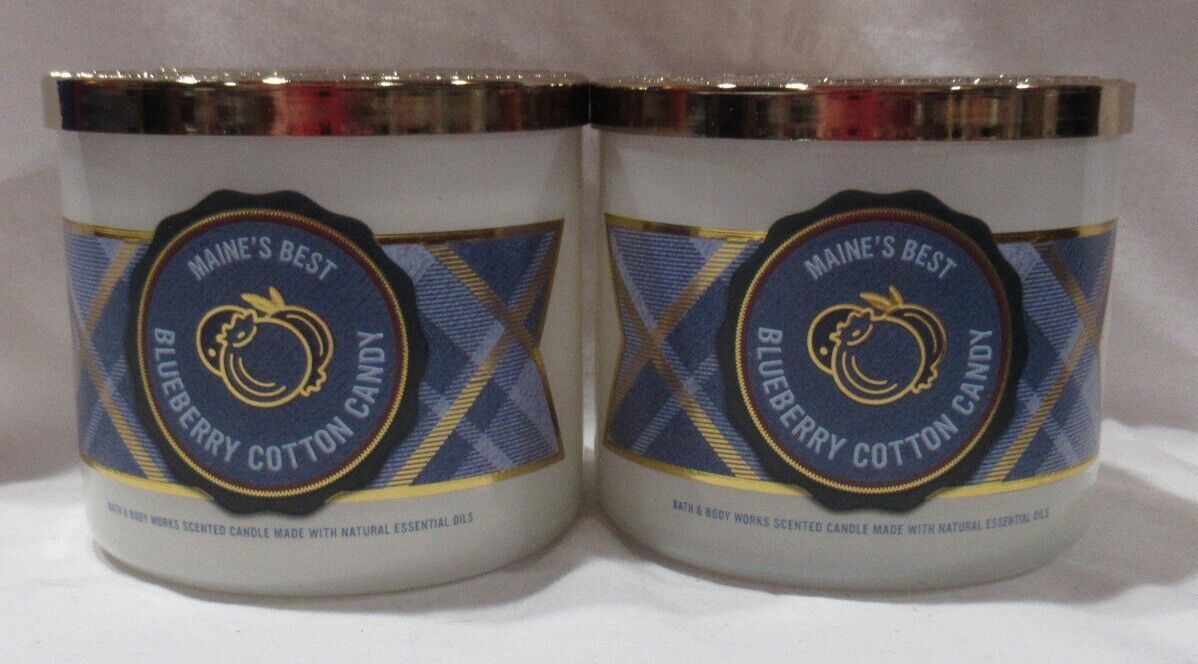 MAINE'S BEST
BLUEBERRY COTTON CANDY
BATH & BODY WORKS SCENTED CANDLE MADE WITH NATURAL ESSENTIAL OILS
MAINE'S BEST
BLUEBERRY COTTON CANDY
BATH & BODY WORKS SCENTED CANDLE MADE WITH NATURAL ESSENTIAL OILS